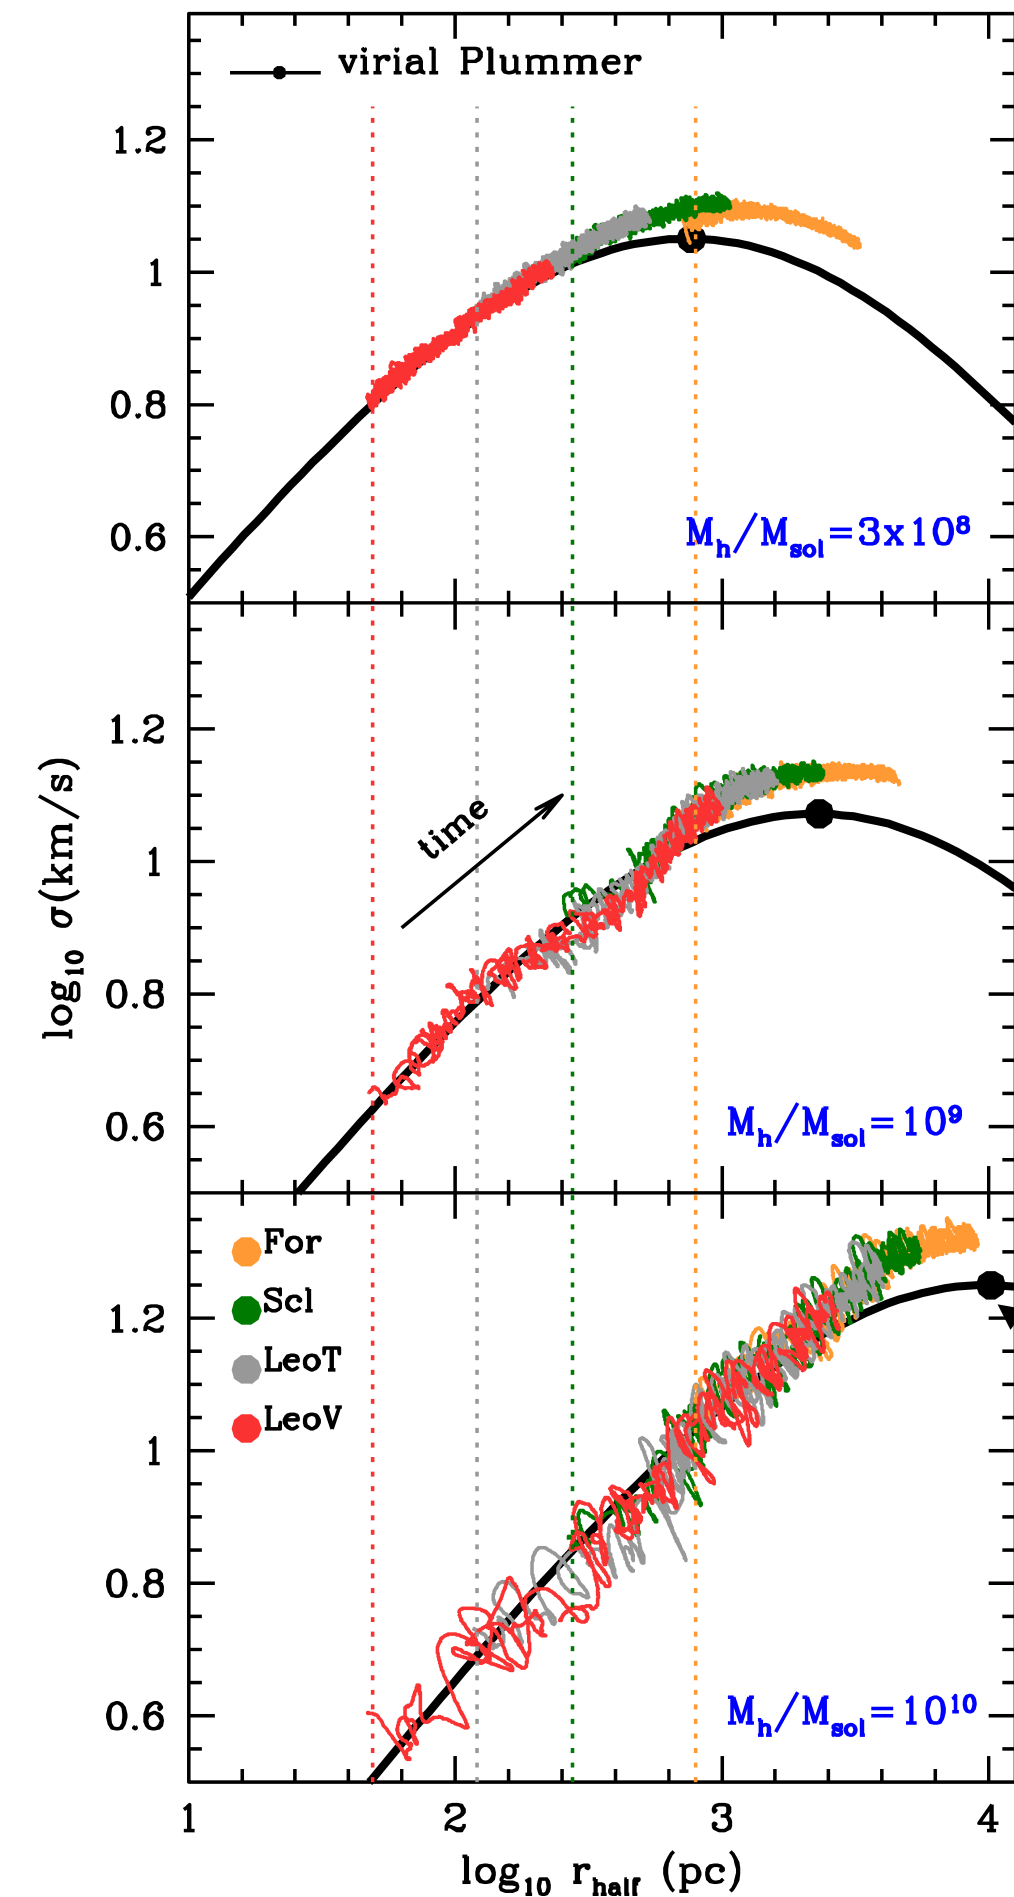 virial Plummer
1.2
1
0.8
0.6
M_h/M_sol=3x10^8
1.2
1
0.8
0.6
time
log_10 σ(km/s)
M_h/M_sol=10^9
For
Scl
LeoT
LeoV
1.2
1
0.8
0.6
M_h/M_sol=10^10
1 2 3 4
log_10 r_half (pc)